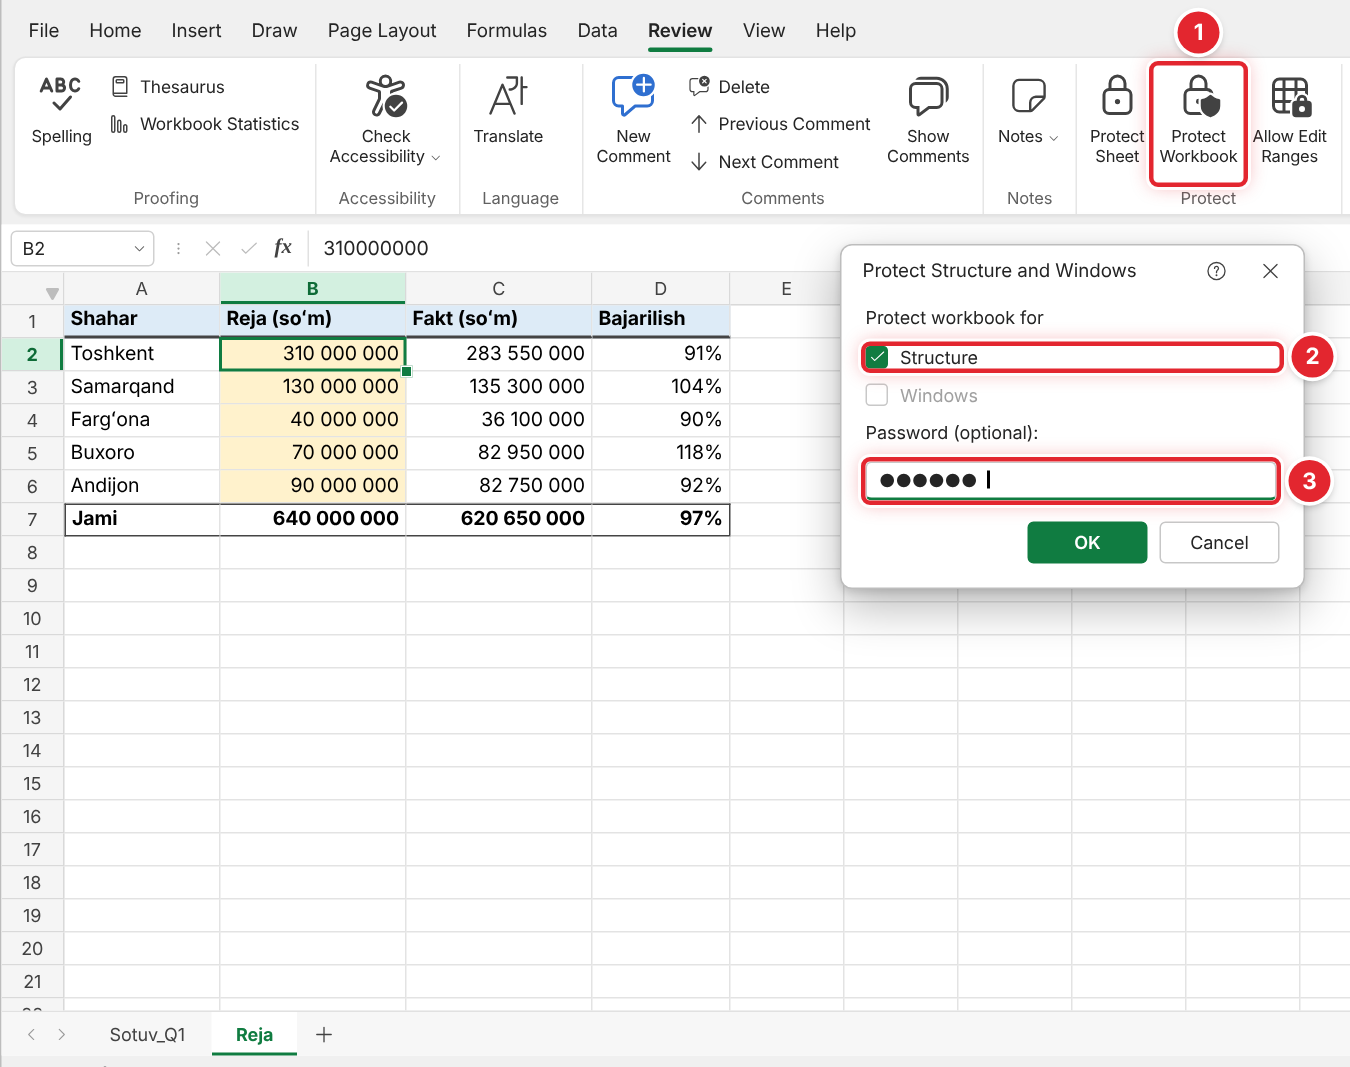 File Home Insert Draw Page Layout Formulas Data Review View Help
1
ABC
Spelling
Thesaurus
Workbook Statistics
Proofing
Check
Accessibility
Accessibility
Translate
Language
New
Comment
Delete
Previous Comment
Next Comment
Show
Comments
Comments
Notes
Notes
Protect
Sheet
Protect
Workbook
Allow Edit
Ranges
Protect
B2 fx 310000000
A B C D E
1 Shahar Reja (soʻm) Fakt (soʻm) Bajarilish
2 Toshkent 310 000 000 283 550 000 91%
3 Samarqand 130 000 000 135 300 000 104%
4 Fargʻona 40 000 000 36 100 000 90%
5 Buxoro 70 000 000 82 950 000 118%
6 Andijon 90 000 000 82 750 000 92%
7 Jami 640 000 000 620 650 000 97%
8
9
10
11
12
13
14
15
16
17
18
19
20
21
Protect Structure and Windows
Protect workbook for
Structure 2
Windows
Password (optional):
3
OK Cancel
Sotuv_Q1 Reja